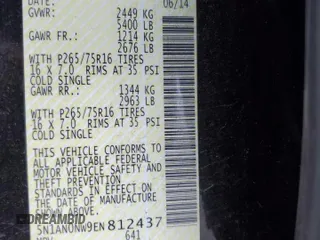 DATE: 06/14
GVWR: 2449 KG
5400 LB
GAWR FR.: 1214 KG
2676 LB
WITH P265/75R16 TIRES
16 X 7.0 RIMS AT 35 PSI
COLD SINGLE
GAWR RR.: 1344 KG
2963 LB
WITH P265/75R16 TIRES
16 X 7.0 RIMS AT 35 PSI
COLD SINGLE
THIS VEHICLE CONFORMS TO
ALL APPLICABLE FEDERAL
MOTOR VEHICLE SAFETY AND
THEFT PREVENTION
STANDARDS IN EFFECT ON
THE DATE OF MANUFACTURE
SHOWN ABOVE.
5N1AN0NW9EN812437
MPV 641
DREAMBID